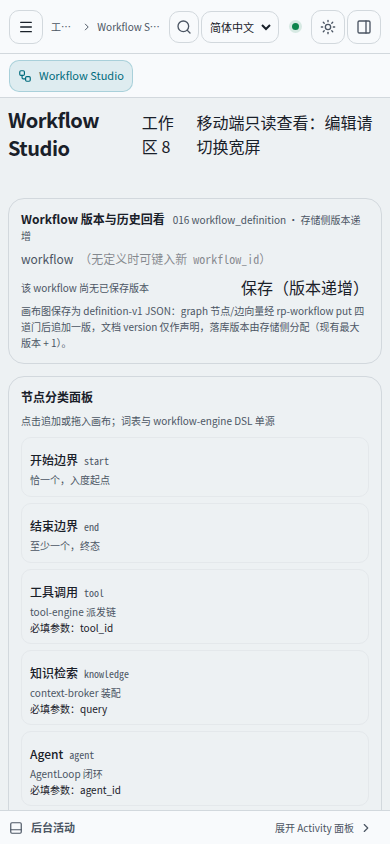 工… > Workflow S… 简体中文
Workflow Studio
Workflow Studio
工作区 8
移动端只读查看：编辑请切换宽屏
Workflow 版本与历史回看 016 workflow_definition · 存储侧版本递增
workflow （无定义时可键入新 workflow_id）
该 workflow 尚无已保存版本 保存（版本递增）
画布图保存为 definition-v1 JSON：graph 节点/边向量经 rp-workflow put 四
道门后追加一版，文档 version 仅作声明，落库版本由存储侧分配（现有最大
版本 + 1）。
节点分类面板
点击追加或拖入画布；词表与 workflow-engine DSL 单源
开始边界 start
恰一个，入度起点
结束边界 end
至少一个，终态
工具调用 tool
tool-engine 派发链
必填参数：tool_id
知识检索 knowledge
context-broker 装配
必填参数：query
Agent agent
AgentLoop 闭环
必填参数：agent_id
后台活动 展开 Activity 面板